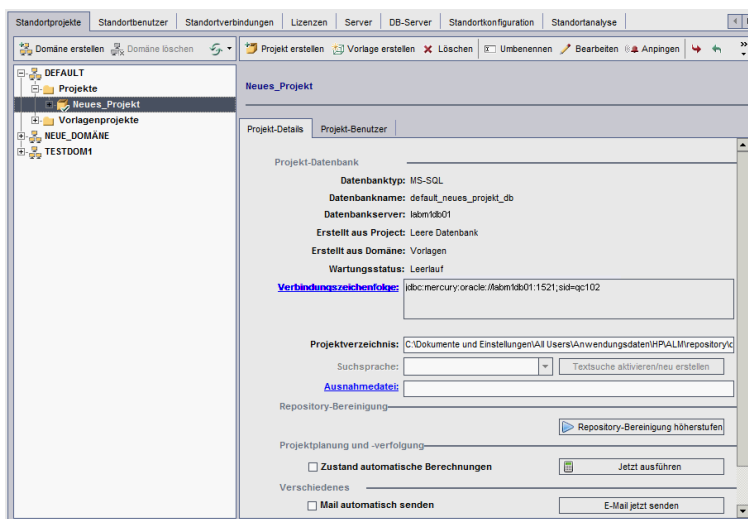 Standortprojekte Standortbenutzer Standortverbindungen Lizenzen Server DB-Server Standortkonfiguration Standortanalyse
Domäne erstellen Domäne löschen Projekt erstellen Vorlage erstellen Löschen Umbenennen Bearbeiten Anpingen
DEFAULT
Projekte
Neues_Projekt
Vorlagenprojekte
NEUE_DOMÄNE
TESTDOM1
Neues_Projekt
Projekt-Details Projekt-Benutzer
Projekt-Datenbank
Datenbanktyp: MS-SQL
Datenbankname: default_neues_projekt_db
Datenbankserver: labm1db01
Erstellt aus Project: Leere Datenbank
Erstellt aus Domäne: Vorlagen
Wartungsstatus: Leerlauf
Verbindungszeichenfolge: jdbc:mercury:oracle://labm1db01:1521;sid=qc102
Projektverzeichnis: C:\Dokumente und Einstellungen\All Users\Anwendungsdaten\HP\ALM\repository\
Suchsprache: Textsuche aktivieren/neu erstellen
Ausnahmedatei:
Repository-Bereinigung
Repository-Bereinigung höherstufen
Projektplanung und -verfolgung
Zustand automatische Berechnungen Jetzt ausführen
Verschiedenes
Mail automatisch senden E-Mail jetzt senden